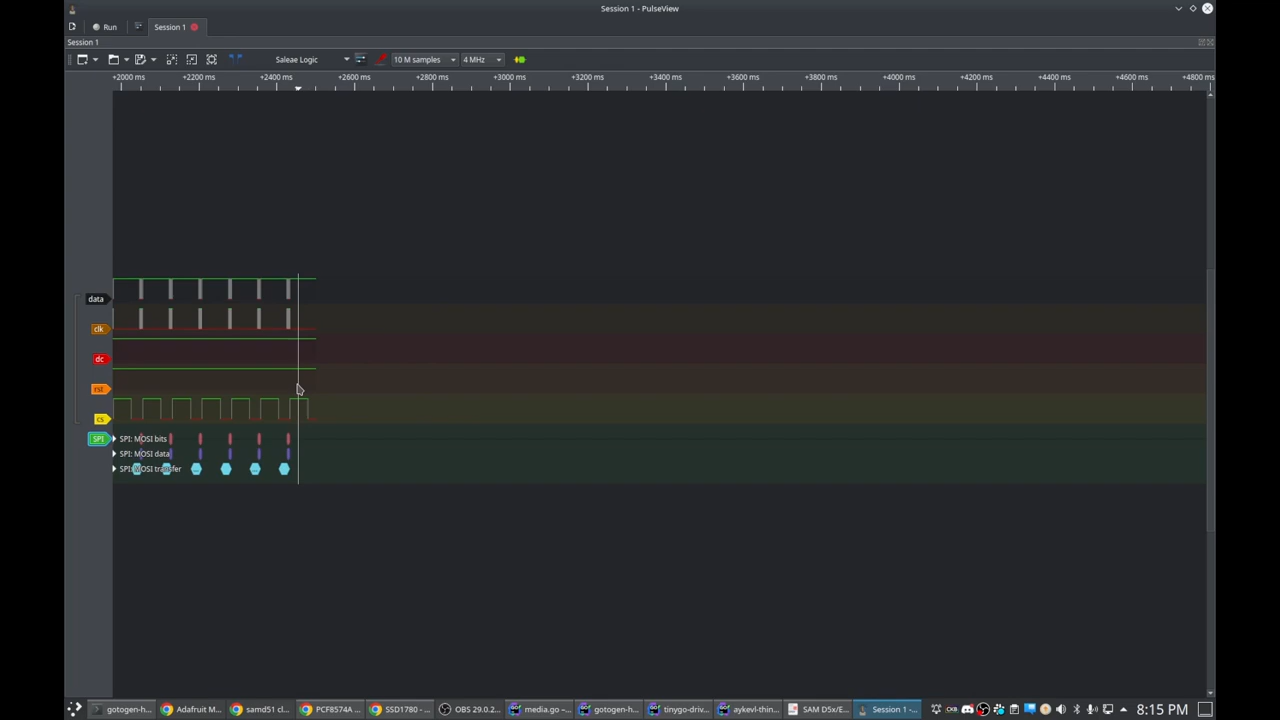 Session 1 - PulseView
Run
Session 1
Session 1
Saleae Logic
10 M samples
4 MHz
+2000 ms +2200 ms +2400 ms +2600 ms +2800 ms +3000 ms +3200 ms +3400 ms +3600 ms +3800 ms +4000 ms +4200 ms +4400 ms +4600 ms +4800 ms
data
clk
dc
rst
cs
SPI
SPI: MOSI bits
SPI: MOSI data
SPI: MOSI transfer
gotogen-h... Adafruit M... samd51 cl... PCF8574A ... SSD1780 - ... OBS 29.0.2... media.go –... gotogen-h... tinygo-driv... aykevl-thin... SAM D5x/E... Session 1 -... 8:15 PM